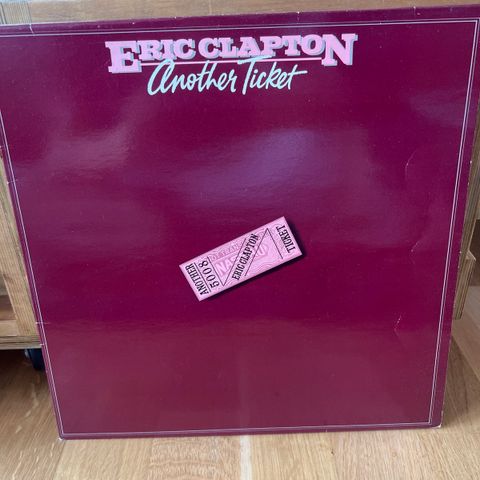 ERIC CLAPTON
Another Ticket
ANOTHER
5008
ERIC CLAPTON
TICKET